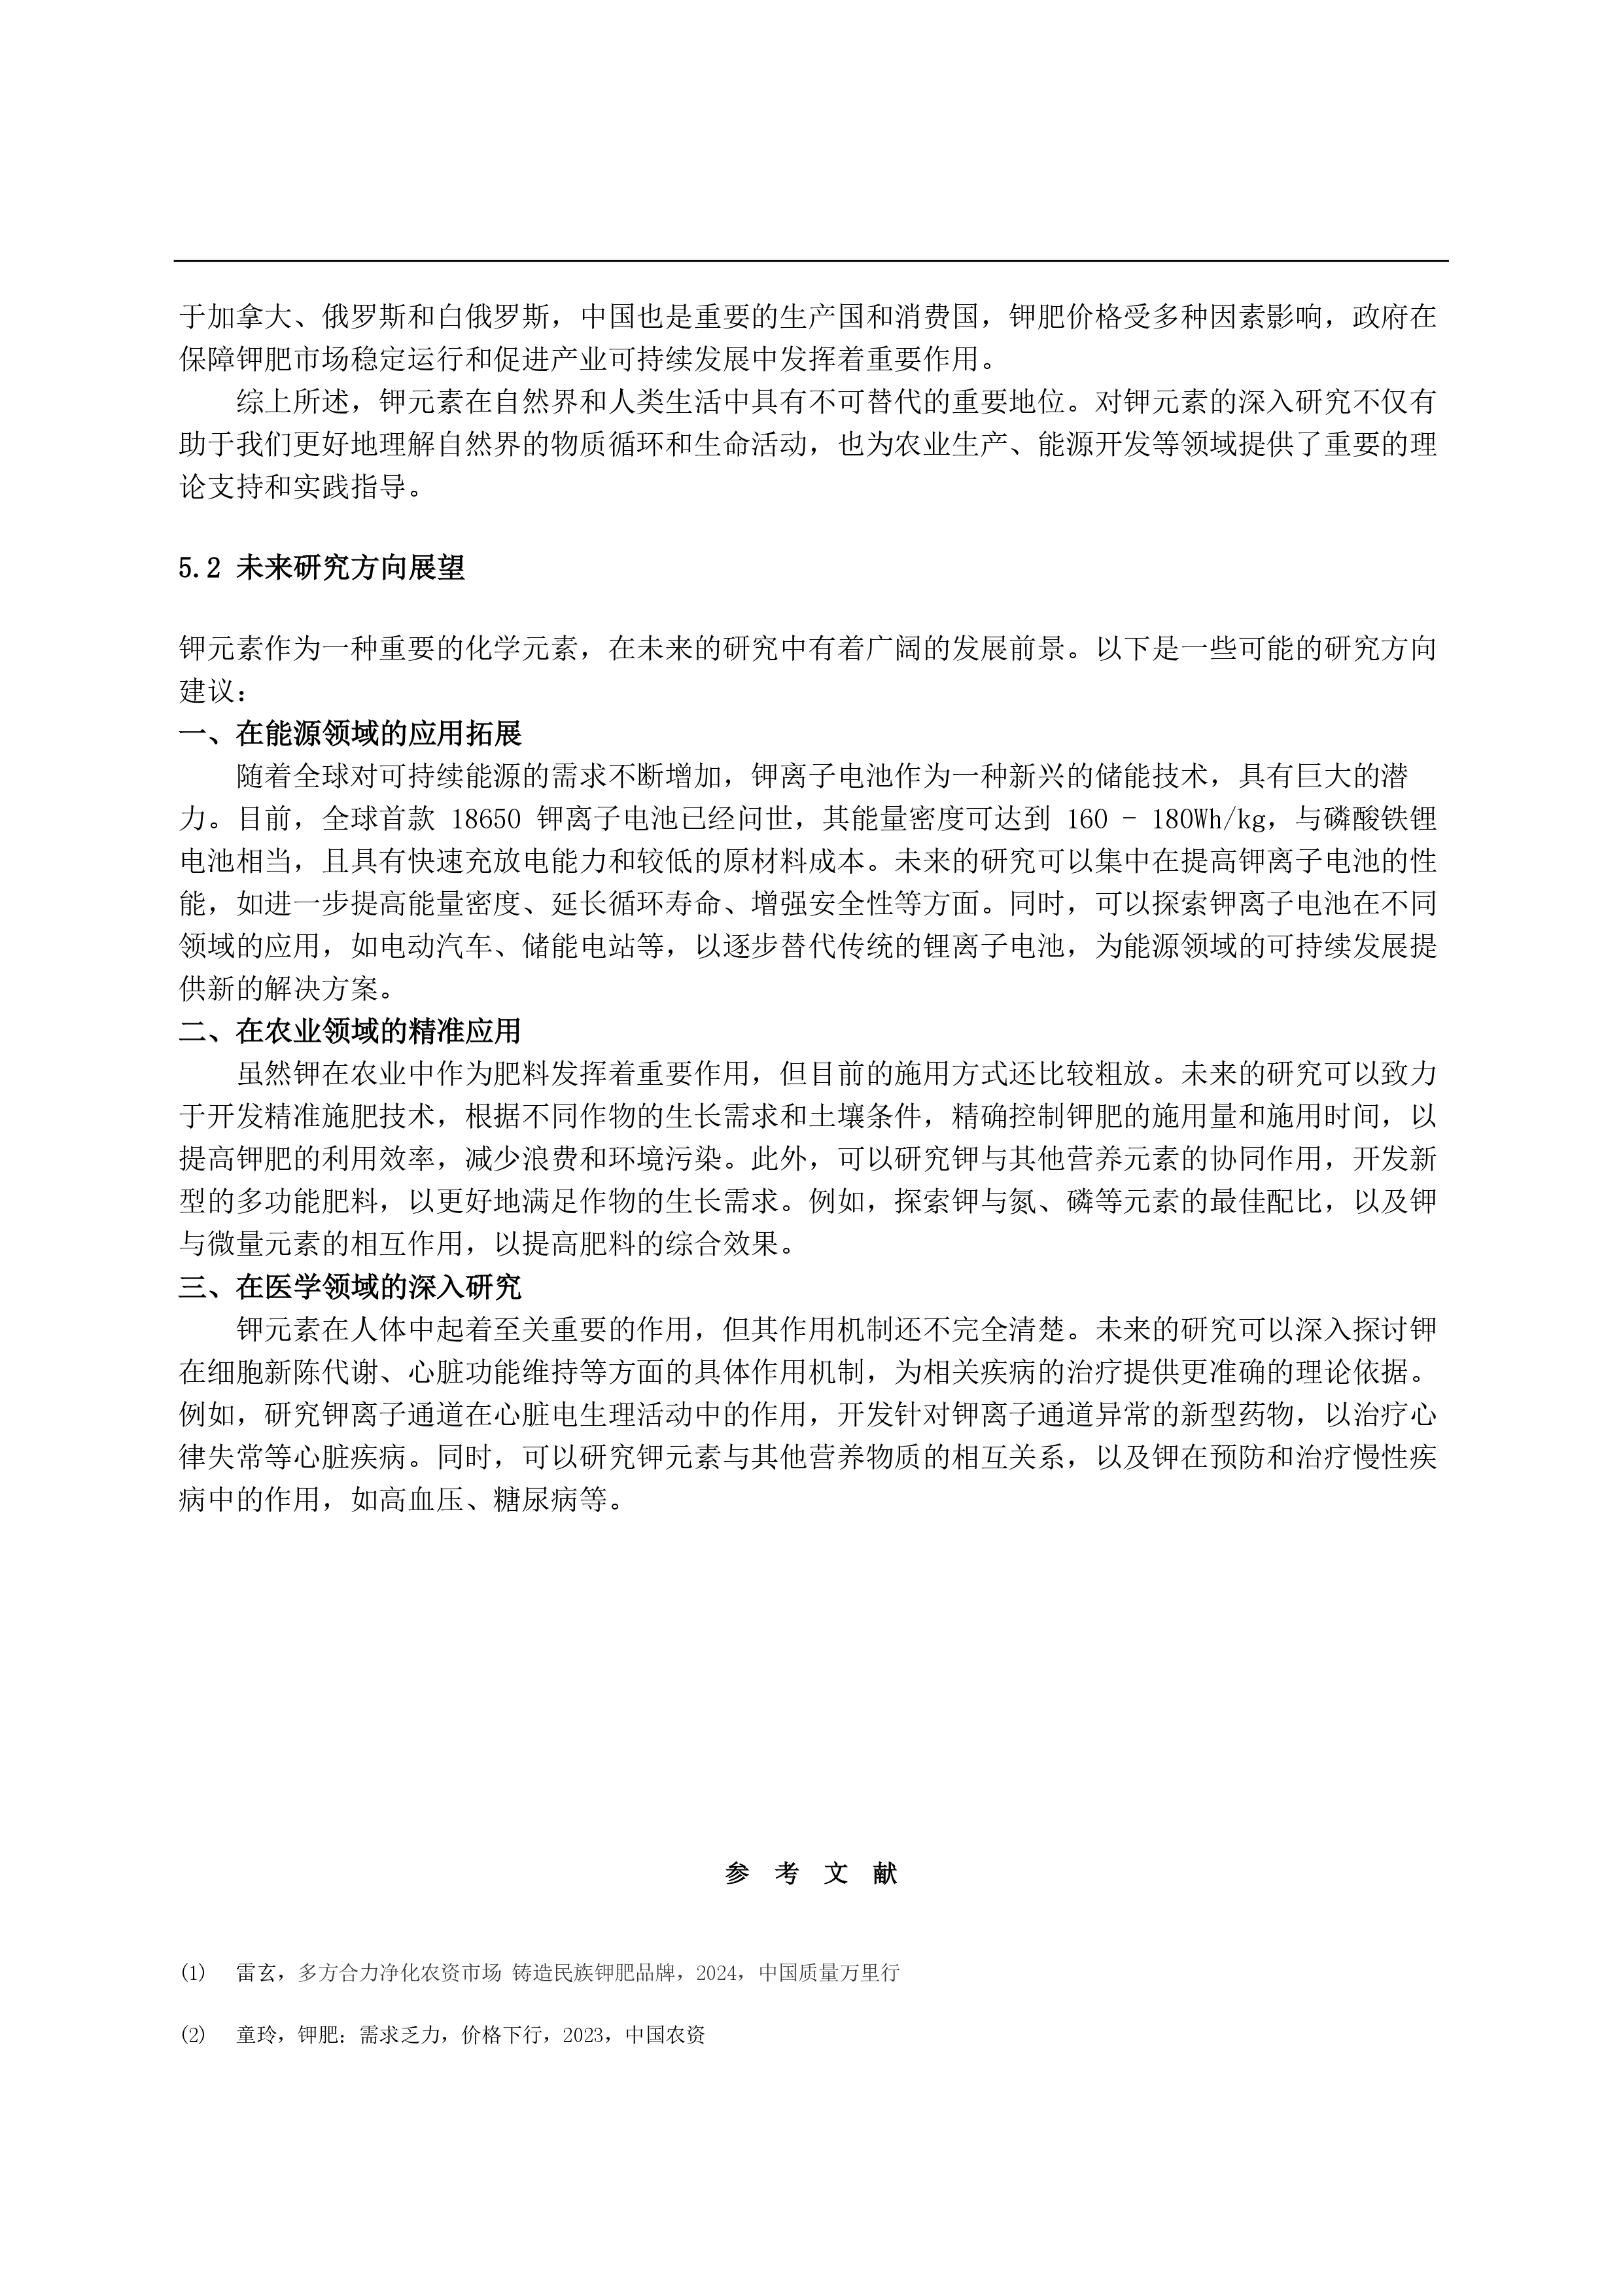 于加拿大、俄罗斯和白俄罗斯，中国也是重要的生产国和消费国，钾肥价格受多种因素影响，政府在
保障钾肥市场稳定运行和促进产业可持续发展中发挥着重要作用。
综上所述，钾元素在自然界和人类生活中具有不可替代的重要地位。对钾元素的深入研究不仅有
助于我们更好地理解自然界的物质循环和生命活动，也为农业生产、能源开发等领域提供了重要的理
论支持和实践指导。
5.2 未来研究方向展望
钾元素作为一种重要的化学元素，在未来的研究中有着广阔的发展前景。以下是一些可能的研究方向
建议：
一、在能源领域的应用拓展
随着全球对可持续能源的需求不断增加，钾离子电池作为一种新兴的储能技术，具有巨大的潜
力。目前，全球首款 18650 钾离子电池已经问世，其能量密度可达到 160 - 180Wh/kg，与磷酸铁锂
电池相当，且具有快速充放电能力和较低的原材料成本。未来的研究可以集中在提高钾离子电池的性
能，如进一步提高能量密度、延长循环寿命、增强安全性等方面。同时，可以探索钾离子电池在不同
领域的应用，如电动汽车、储能电站等，以逐步替代传统的锂离子电池，为能源领域的可持续发展提
供新的解决方案。
二、在农业领域的精准应用
虽然钾在农业中作为肥料发挥着重要作用，但目前的施用方式还比较粗放。未来的研究可以致力
于开发精准施肥技术，根据不同作物的生长需求和土壤条件，精确控制钾肥的施用量和施用时间，以
提高钾肥的利用效率，减少浪费和环境污染。此外，可以研究钾与其他营养元素的协同作用，开发新
型的多功能肥料，以更好地满足作物的生长需求。例如，探索钾与氮、磷等元素的最佳配比，以及钾
与微量元素的相互作用，以提高肥料的综合效果。
三、在医学领域的深入研究
钾元素在人体中起着至关重要的作用，但其作用机制还不完全清楚。未来的研究可以深入探讨钾
在细胞新陈代谢、心脏功能维持等方面的具体作用机制，为相关疾病的治疗提供更准确的理论依据。
例如，研究钾离子通道在心脏电生理活动中的作用，开发针对钾离子通道异常的新型药物，以治疗心
律失常等心脏疾病。同时，可以研究钾元素与其他营养物质的相互关系，以及钾在预防和治疗慢性疾
病中的作用，如高血压、糖尿病等。
参 考 文 献
(1) 雷玄，多方合力净化农资市场 铸造民族钾肥品牌，2024，中国质量万里行
(2) 童玲，钾肥：需求乏力，价格下行，2023，中国农资